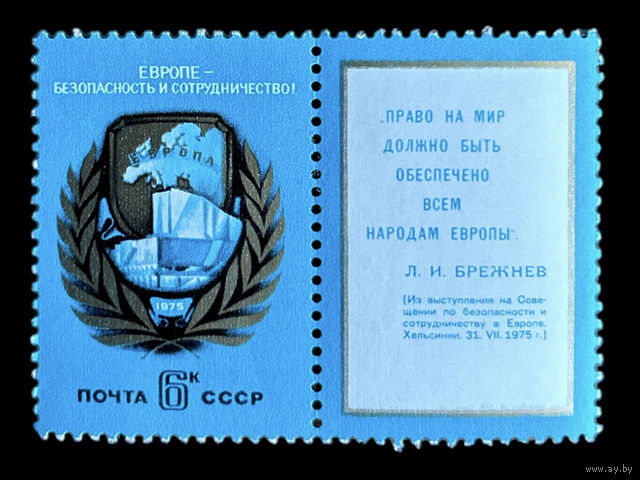 ЕВРОПЕ –
БЕЗОПАСНОСТЬ И СОТРУДНИЧЕСТВО!
ЕВРОПА
1975
ПОЧТА 6К СССР
„ПРАВО НА МИР
ДОЛЖНО БЫТЬ
ОБЕСПЕЧЕНО
ВСЕМ
НАРОДАМ ЕВРОПЫ“.
Л. И. БРЕЖНЕВ
[Из выступления на Сове-
щании по безопасности и
сотрудничеству в Европе.
Хельсинки. 31. VII. 1975 г.]
www.ay.by